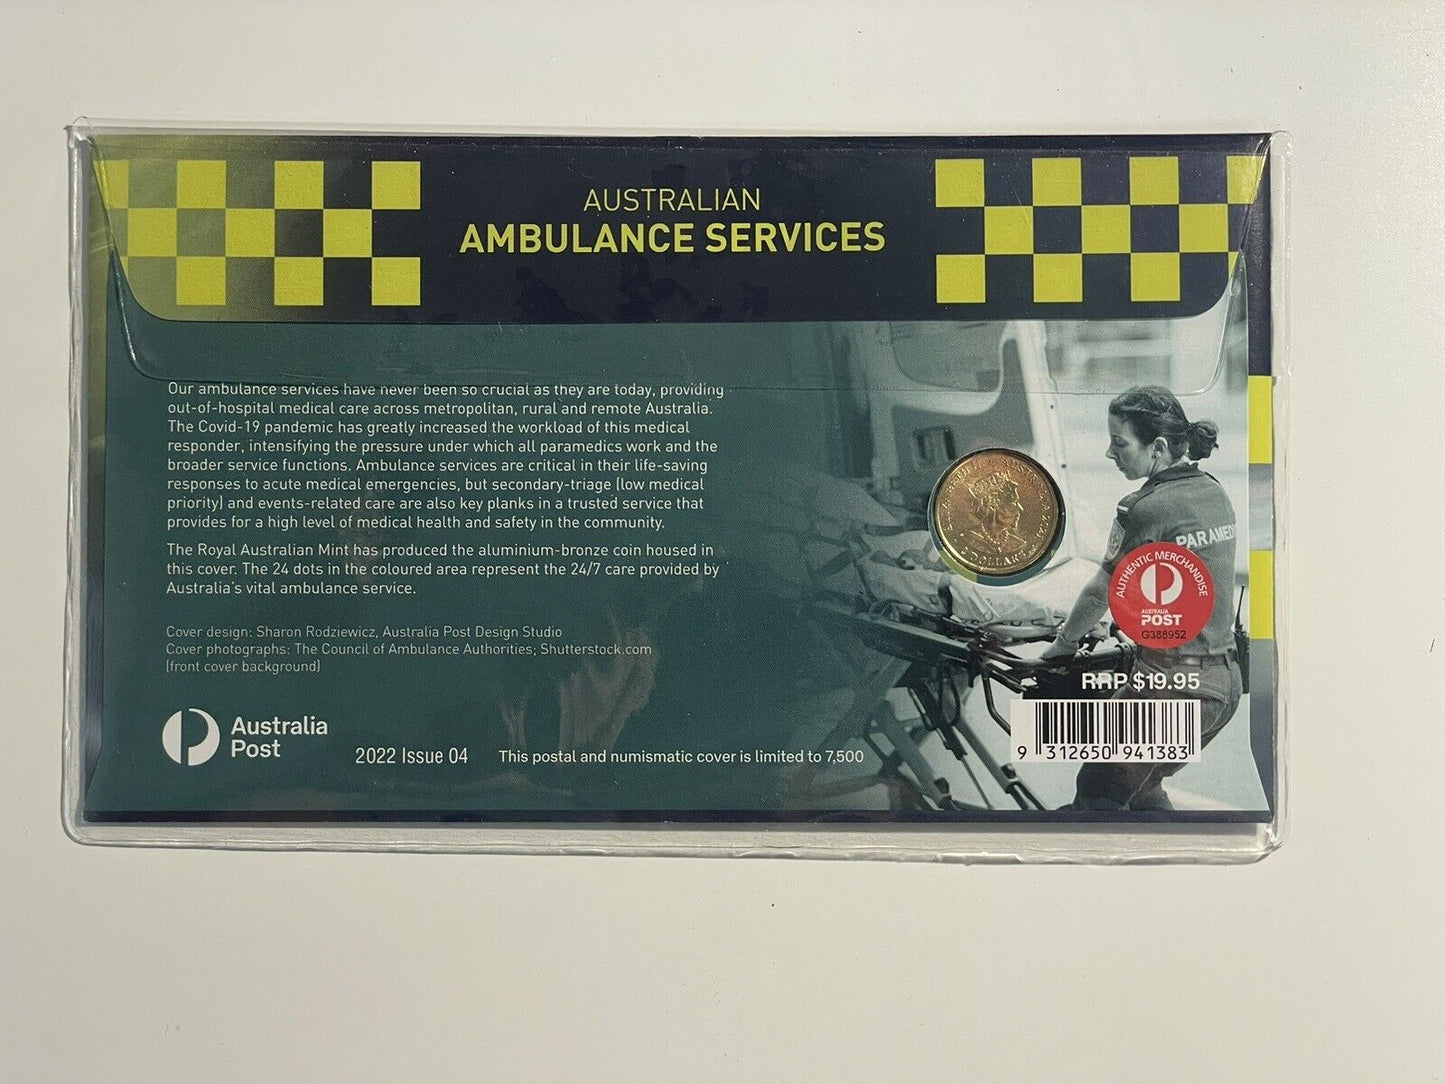 AUSTRALIAN
AMBULANCE SERVICES
Our ambulance services have never been so crucial as they are today, providing
out-of-hospital medical care across metropolitan, rural and remote Australia.
The Covid-19 pandemic has greatly increased the workload of this medical
responder, intensifying the pressure under which all paramedics work and the
broader service functions. Ambulance services are critical in their life-saving
responses to acute medical emergencies, but secondary-triage (low medical
priority) and events-related care are also key planks in a trusted service that
provides for a high level of medical health and safety in the community.
The Royal Australian Mint has produced the aluminium-bronze coin housed in
this cover. The 24 dots in the coloured area represent the 24/7 care provided by
Australia's vital ambulance service.
Cover design: Sharon Rodziewicz, Australia Post Design Studio
Cover photographs: The Council of Ambulance Authorities; Shutterstock.com
(front cover background)
Australia
Post
2022 Issue 04
This postal and numismatic cover is limited to 7,500
AUTHENTIC MERCHANDISE
AUSTRALIA
POST
G388952
RRP $19.95
9 312650 941383